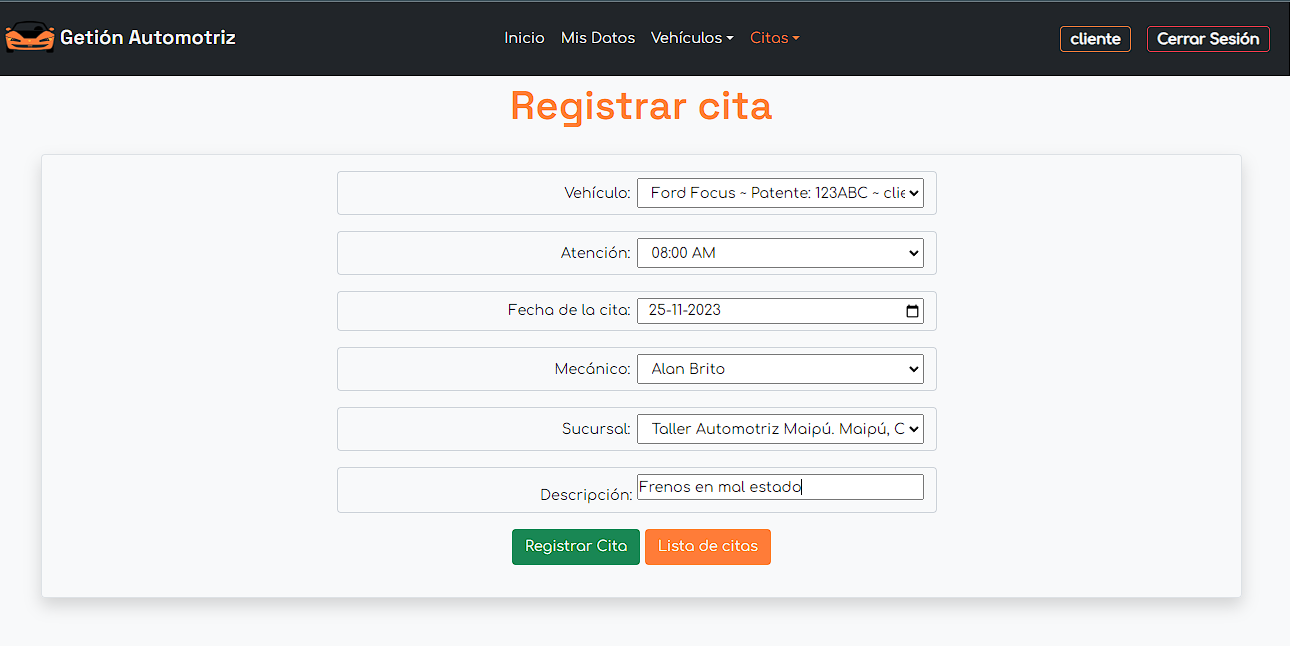 Getión Automotriz Inicio Mis Datos Vehículos Citas cliente Cerrar Sesión
Registrar cita
Vehículo: Ford Focus ~ Patente: 123ABC ~ clie
Atención: 08:00 AM
Fecha de la cita: 25-11-2023
Mecánico: Alan Brito
Sucursal: Taller Automotriz Maipú. Maipú, C
Descripción: Frenos en mal estado
Registrar Cita Lista de citas